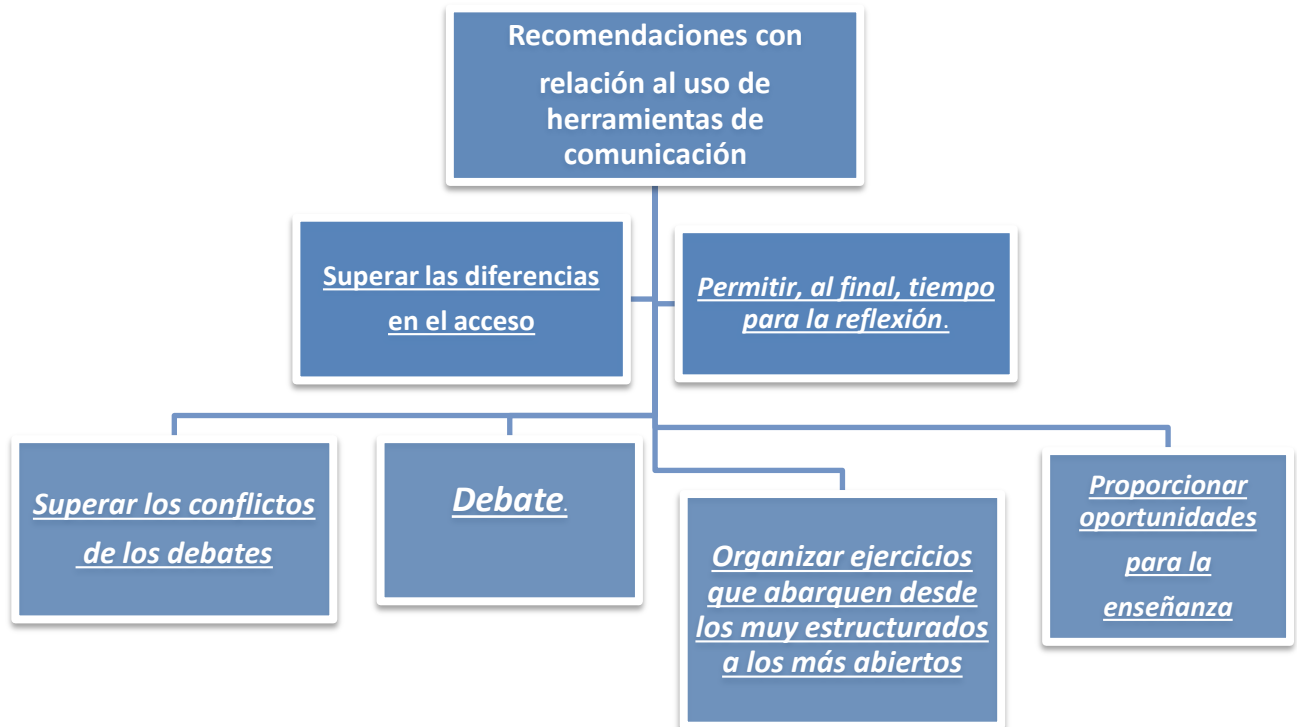 Recomendaciones con
relación al uso de
herramientas de
comunicación
Superar las diferencias
en el acceso
Permitir, al final, tiempo
para la reflexión.
Superar los conflictos
de los debates
Debate.
Organizar ejercicios
que abarquen desde
los muy estructurados
a los más abiertos
Proporcionar
oportunidades
para la
enseñanza